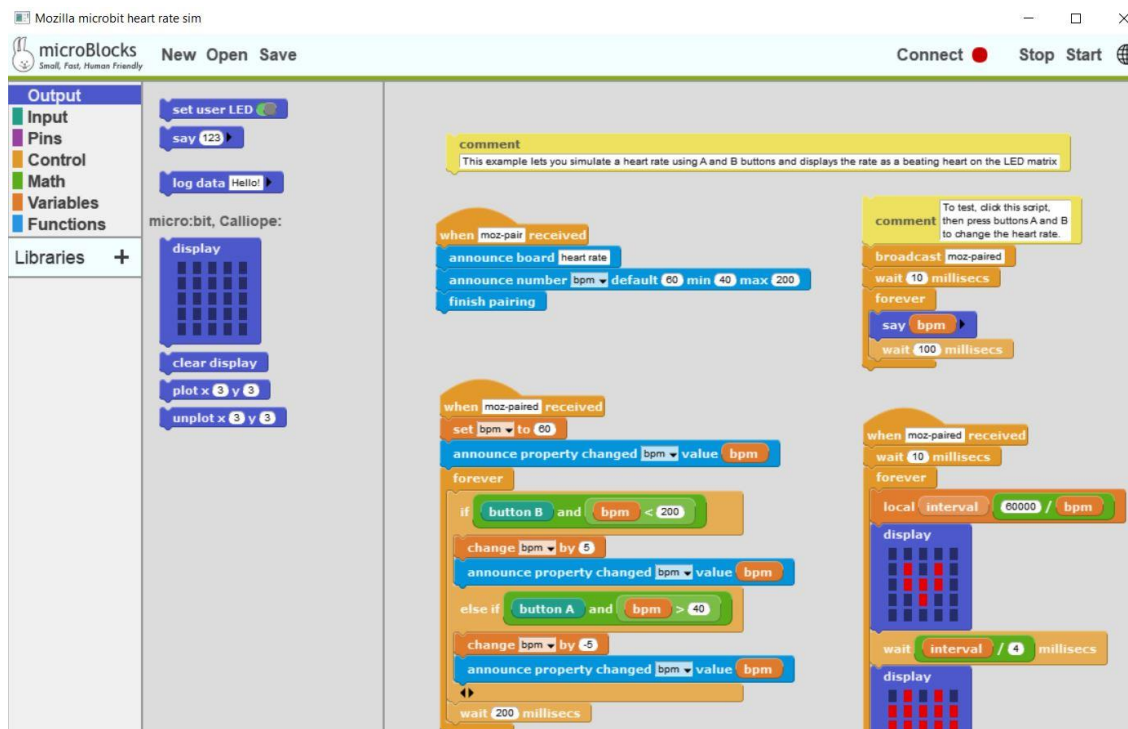 Mozilla microbit heart rate sim
microBlocks
Small, Fast, Human Friendly
New Open Save
Connect Stop Start
Output
Input
Pins
Control
Math
Variables
Functions
Libraries +
set user LED
say 123
log data Hello!
micro:bit, Calliope:
display
clear display
plot x 3 y 3
unplot x 3 y 3
comment
This example lets you simulate a heart rate using A and B buttons and displays the rate as a beating heart on the LED matrix
when moz-pair received
announce board heart rate
announce number bpm default 60 min 40 max 200
finish pairing
when moz-paired received
set bpm to 60
announce property changed bpm value bpm
forever
if button B and bpm < 200
change bpm by 5
announce property changed bpm value bpm
else if button A and bpm > 40
change bpm by -5
announce property changed bpm value bpm
wait 200 millisecs
comment
To test, click this script,
then press buttons A and B
to change the heart rate.
broadcast moz-paired
wait 10 millisecs
forever
say bpm
wait 100 millisecs
when moz-paired received
wait 10 millisecs
forever
local interval 60000 / bpm
display
wait interval / 4 millisecs
display